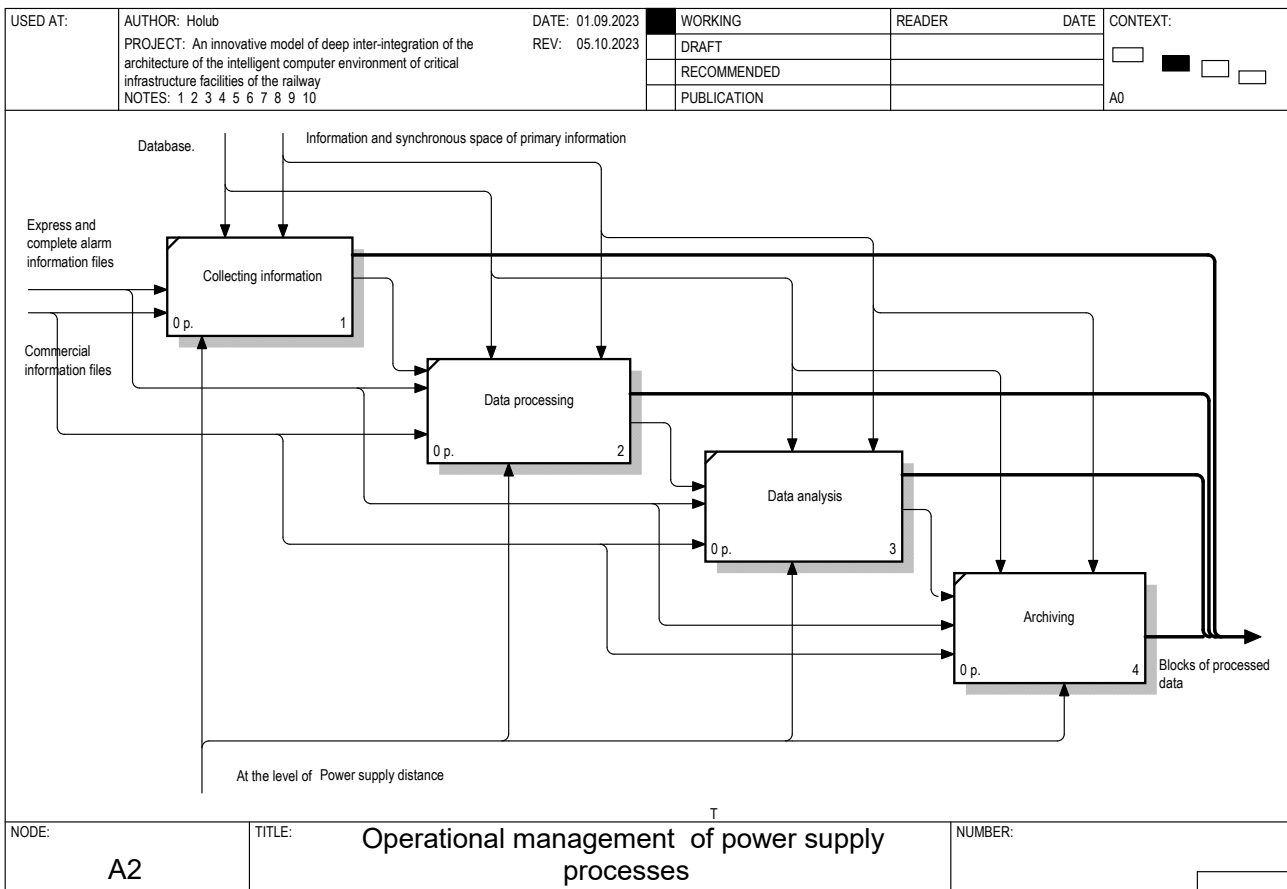 USED AT:
AUTHOR: Holub
DATE: 01.09.2023
WORKING
READER
DATE
CONTEXT:
PROJECT: An innovative model of deep inter-integration of the
REV: 05.10.2023
DRAFT
architecture of the intelligent computer environment of critical
infrastructure facilities of the railway
RECOMMENDED
NOTES: 1 2 3 4 5 6 7 8 9 10
PUBLICATION
A0
Database.
Information and synchronous space of primary information
Express and
complete alarm
information files
Collecting information
0 p.
1
Commercial
information files
Data processing
0 p.
2
Data analysis
0 p.
3
Archiving
0 p.
4
Blocks of processed
data
At the level of Power supply distance
T
NODE:
A2
TITLE:
Operational management of power supply
processes
NUMBER: